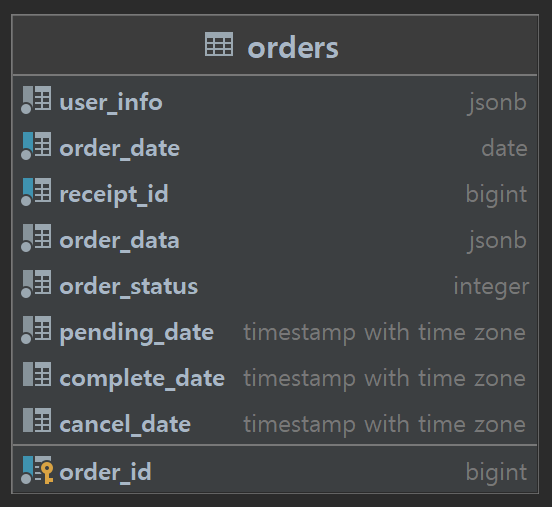 orders
user_info jsonb
order_date date
receipt_id bigint
order_data jsonb
order_status integer
pending_date timestamp with time zone
complete_date timestamp with time zone
cancel_date timestamp with time zone
order_id bigint